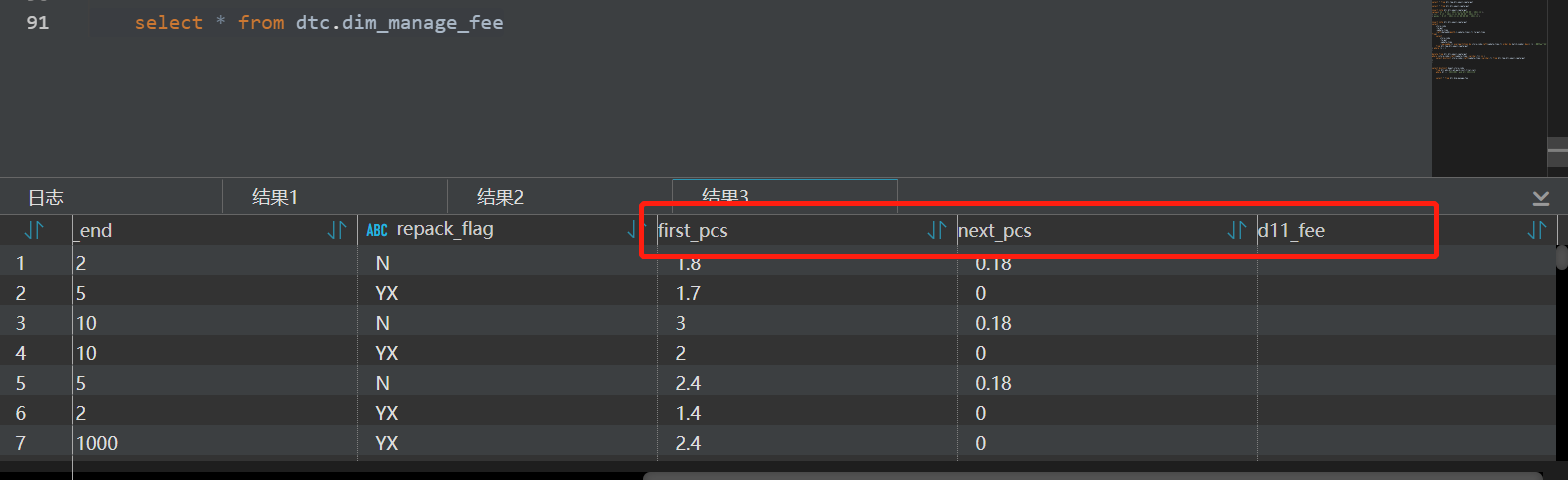 91 select * from dtc.dim_manage_fee
日志 结果1 结果2 结果3
_end ABC repack_flag first_pcs next_pcs d11_fee
1 2 N 1.8 0.18
2 5 YX 1.7 0
3 10 N 3 0.18
4 10 YX 2 0
5 5 N 2.4 0.18
6 2 YX 1.4 0
7 1000 YX 2.4 0